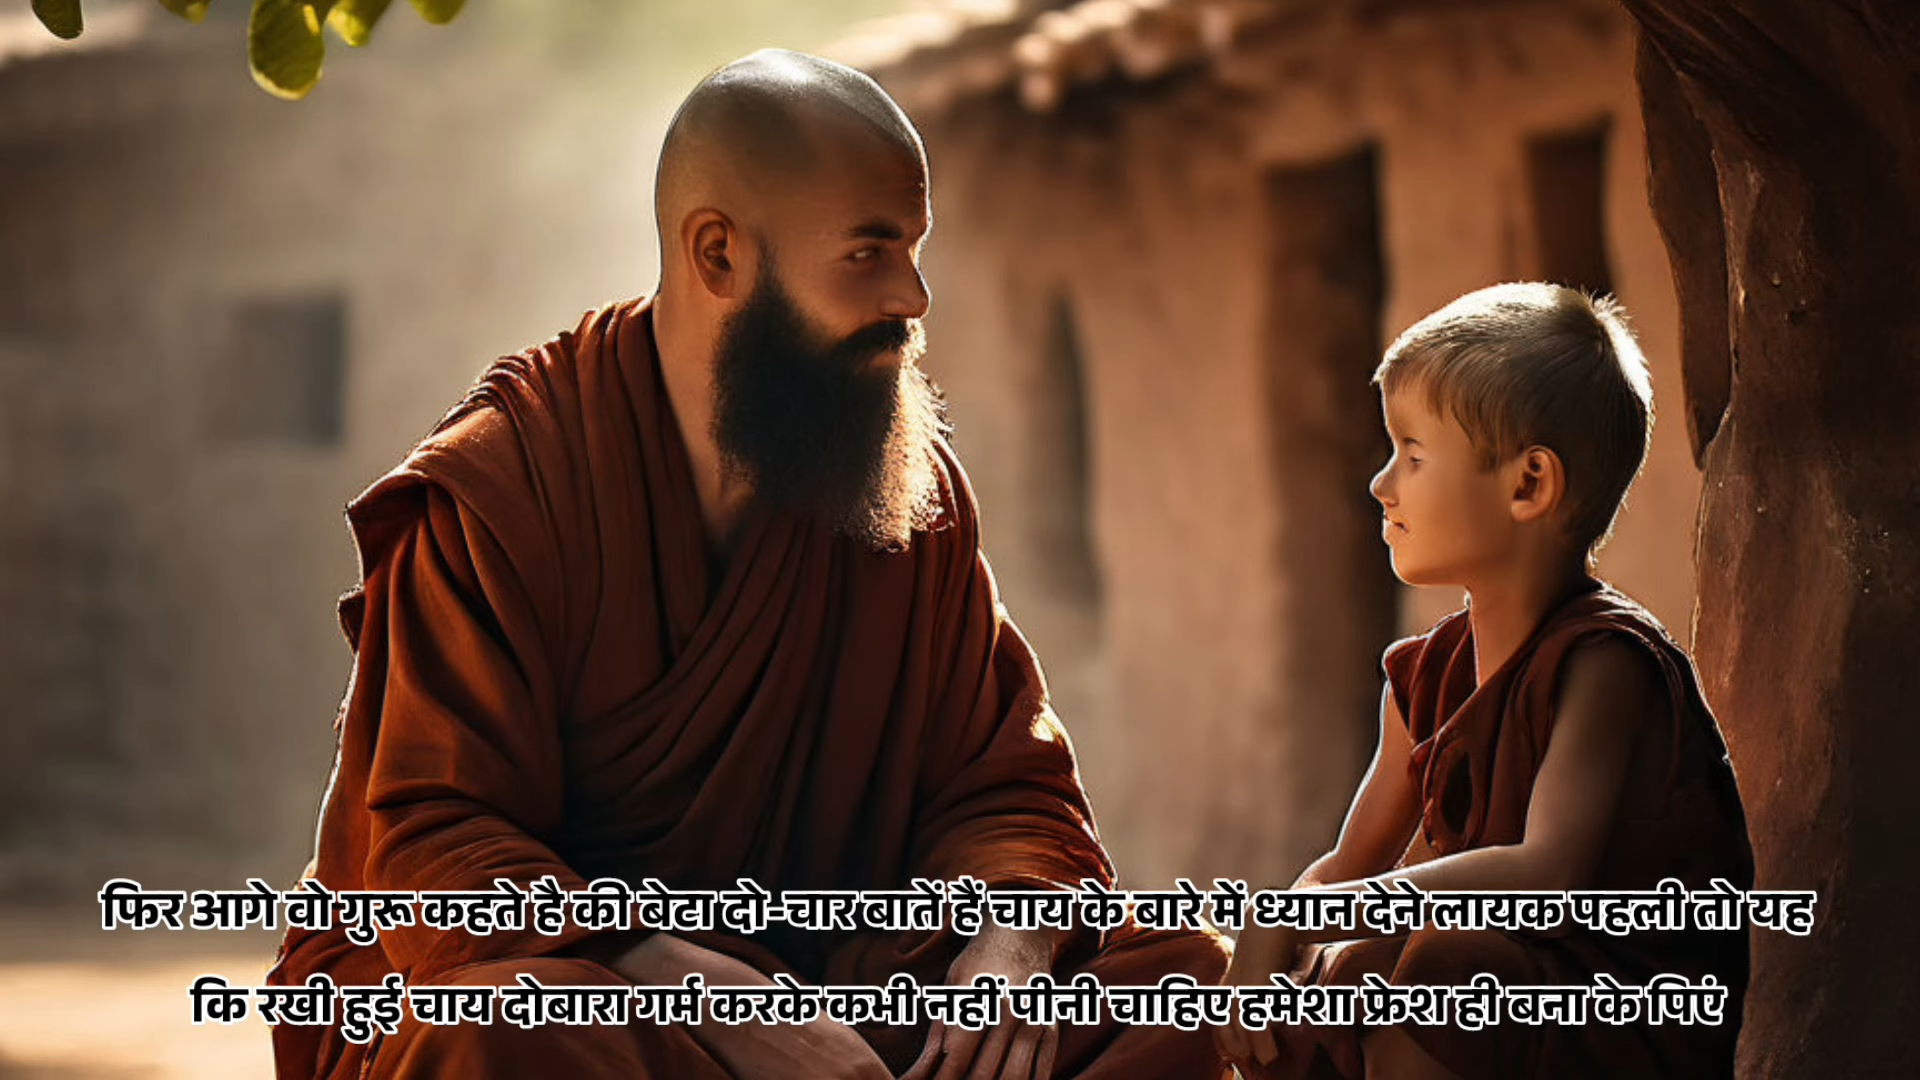 फिर आगे वो गुरू कहते है की बेटा दो-चार बातें हैं चाय के बारे में ध्यान देने लायक पहली तो यह
कि रखी हुई चाय दोबारा गर्म करके कभी नहीं पीनी चाहिए हमेशा फ्रेश ही बना के पिएं